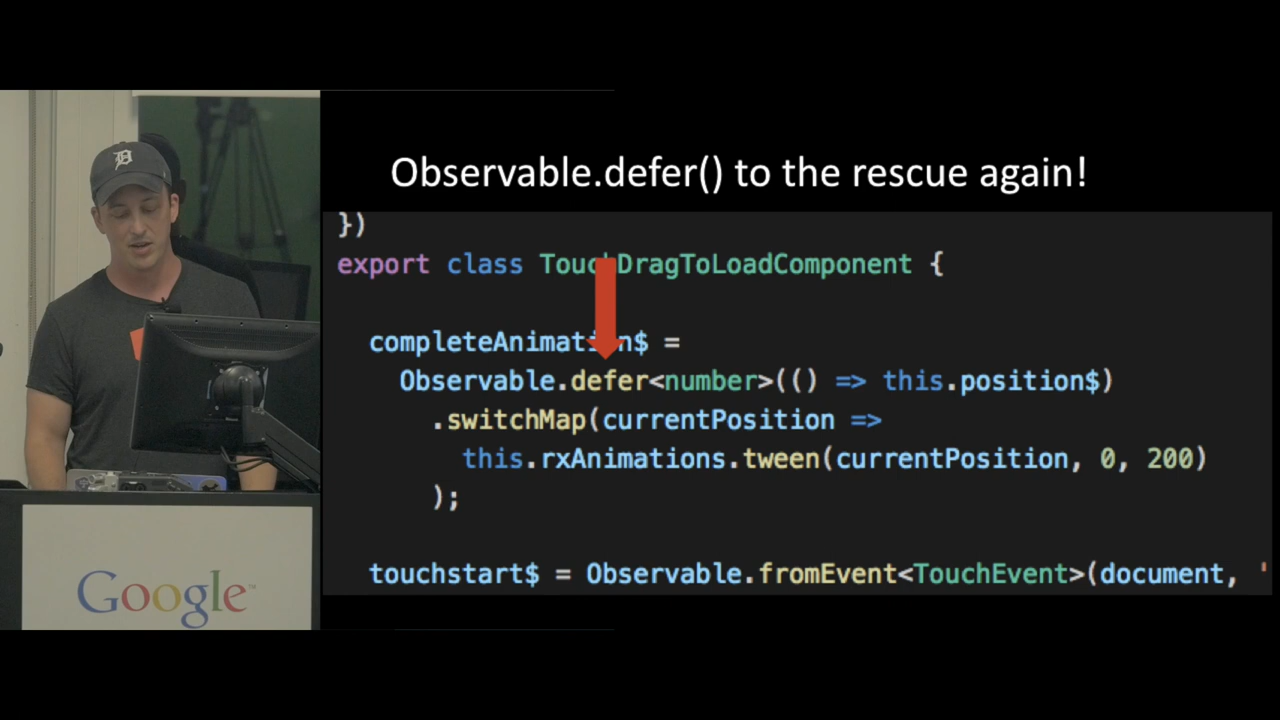 Observable.defer() to the rescue again!
})
export class TouchDragToLoadComponent {
completeAnimation$ =
Observable.defer<number>(() => this.position$)
.switchMap(currentPosition =>
this.rxAnimations.tween(currentPosition, 0, 200)
);
touchstart$ = Observable.fromEvent<TouchEvent>(document, '
D
Google